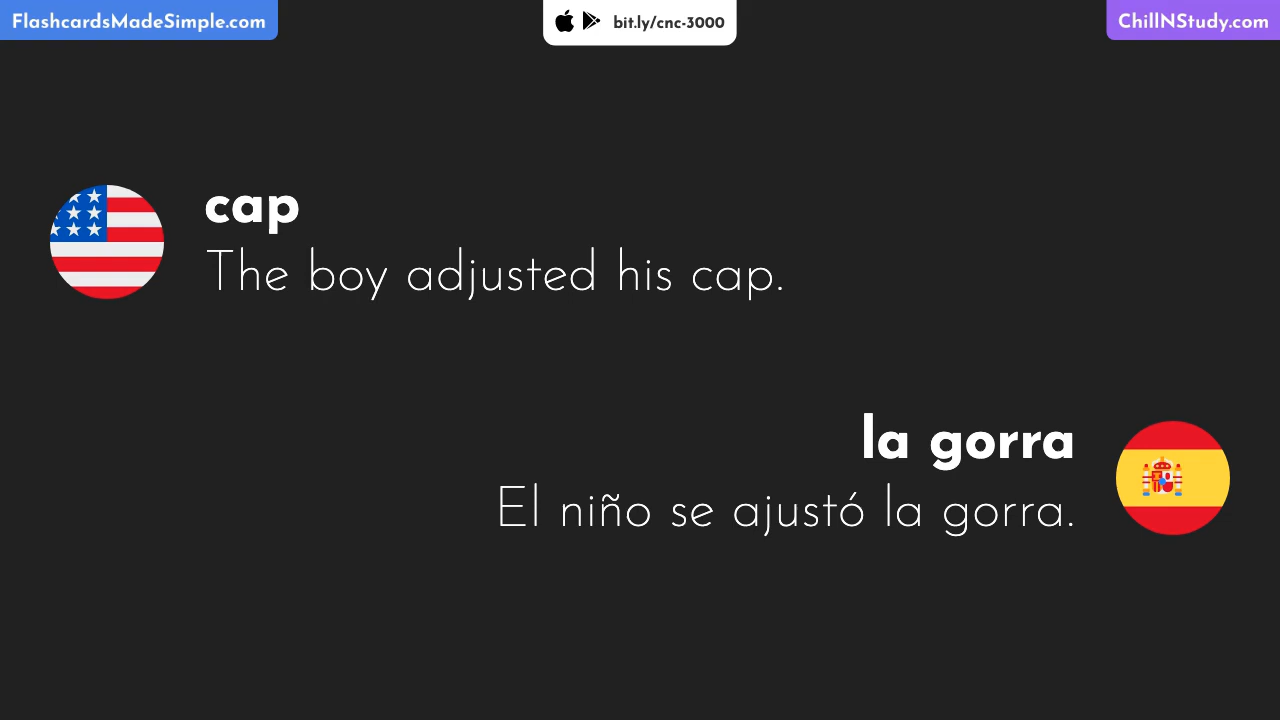 FlashcardsMadeSimple.com
bit.ly/cnc-3000
ChillNStudy.com
cap
The boy adjusted his cap.
la gorra
El niño se ajustó la gorra.